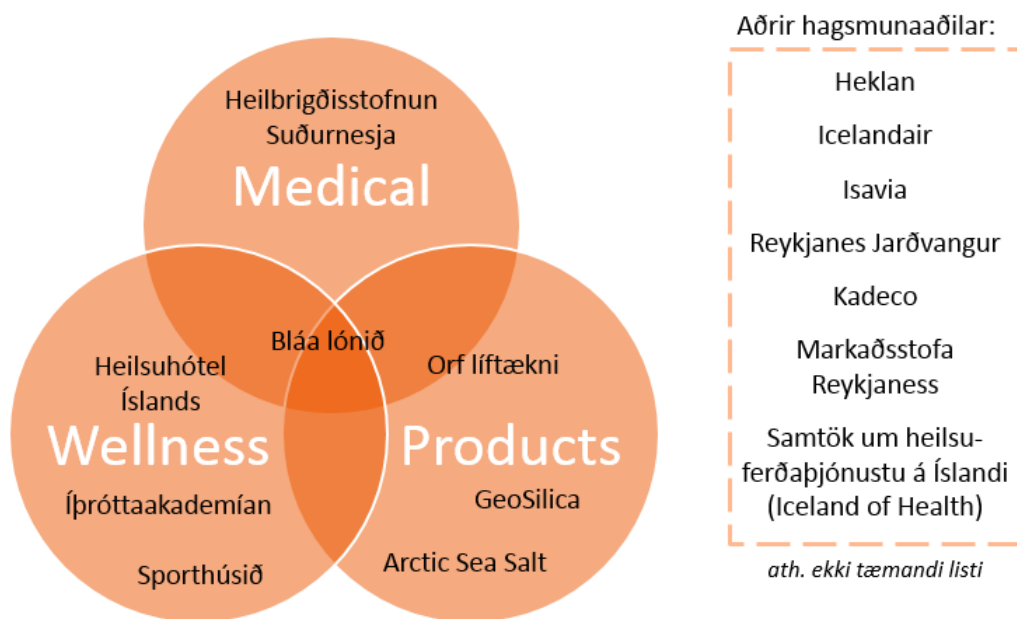 Heilbrigðisstofnun
Suðurnesja
Medical
Bláa lónið
Heilsuhótel
Íslands
Wellness
Íþróttaakademían
Sporthúsið
Orf líftækni
Products
GeoSilica
Arctic Sea Salt
Aðrir hagsmunaaðilar:
Heklan
Icelandair
Isavia
Reykjanes Jarðvangur
Kadeco
Markaðsstofa
Reykjaness
Samtök um heilsu-
ferðaþjónustu á Íslandi
(Iceland of Health)
ath. ekki tæmandi listi